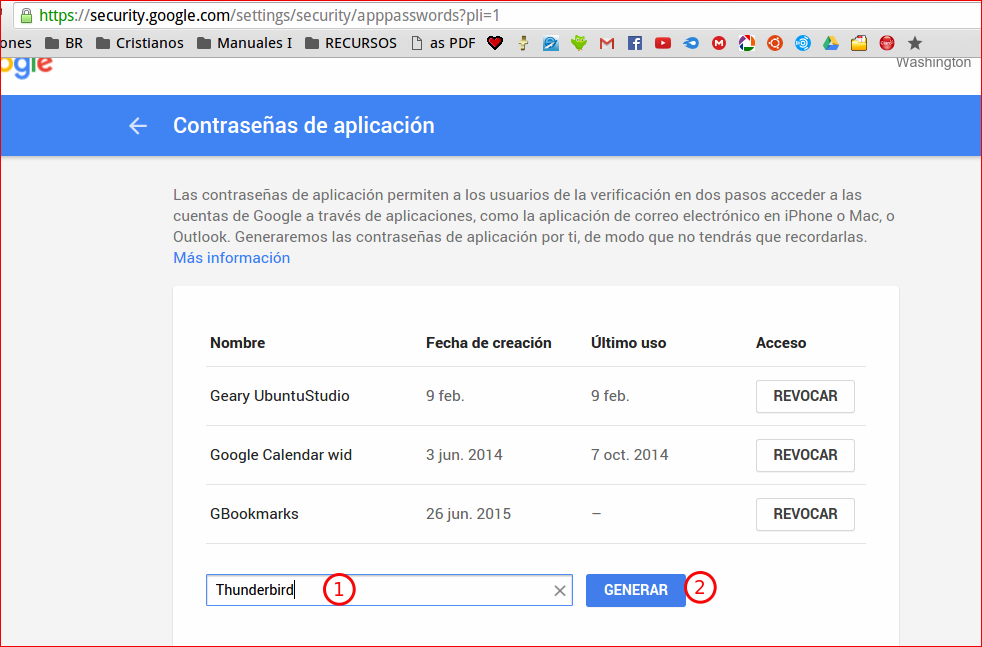 https://security.google.com/settings/security/apppasswords?pli=1
ones BR Cristianos Manuales I RECURSOS as PDF
ogle Washington
Contraseñas de aplicación
Las contraseñas de aplicación permiten a los usuarios de la verificación en dos pasos acceder a las
cuentas de Google a través de aplicaciones, como la aplicación de correo electrónico en iPhone o Mac, o
Outlook. Generaremos las contraseñas de aplicación por ti, de modo que no tendrás que recordarlas.
Más información
Nombre Fecha de creación Último uso Acceso
Geary UbuntuStudio 9 feb. 9 feb. REVOCAR
Google Calendar wid 3 jun. 2014 7 oct. 2014 REVOCAR
GBookmarks 26 jun. 2015 – REVOCAR
Thunderbird 1 GENERAR 2